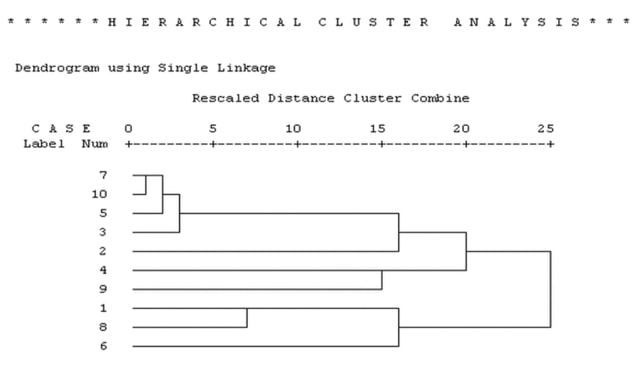 * * * * * * H I E R A R C H I C A L   C L U S T E R   A N A L Y S I S * * *
Dendrogram using Single Linkage
Rescaled Distance Cluster Combine
C A S E 0 5 10 15 20 25
Label Num +---------+---------+---------+---------+---------+
7
10
5
3
2
4
9
1
8
6